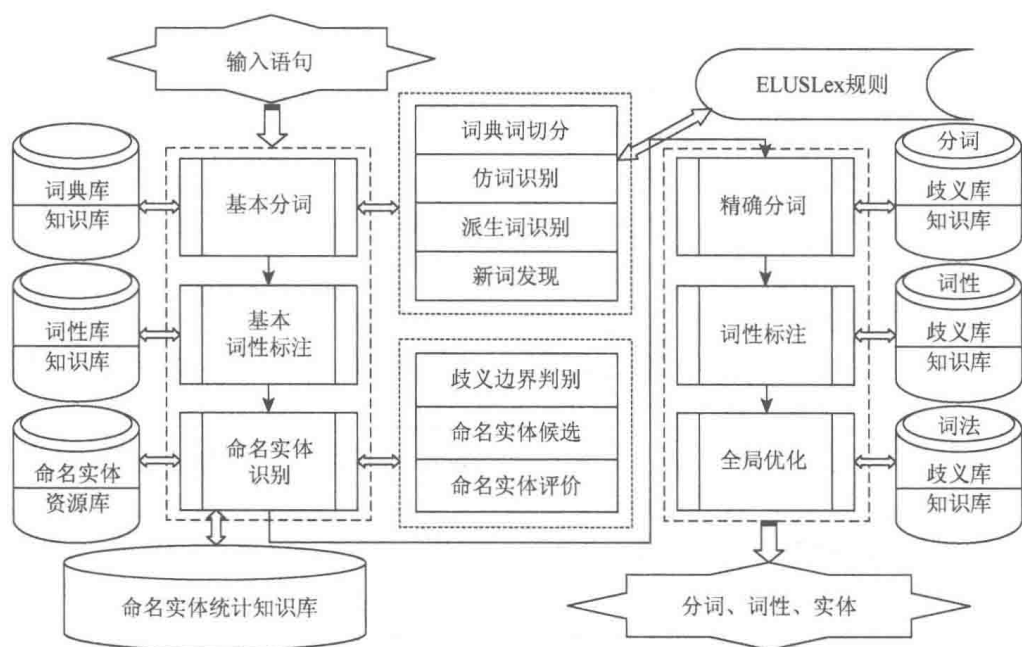 输入语句
ELUSLex规则
词典库
知识库
基本分词
词典词切分
仿词识别
派生词识别
新词发现
精确分词
分词
歧义库
知识库
词性库
知识库
基本
词性标注
词性标注
词性
歧义库
知识库
命名实体
资源库
命名实体
识别
歧义边界判别
命名实体候选
命名实体评价
全局优化
词法
歧义库
知识库
命名实体统计知识库
分词、词性、实体